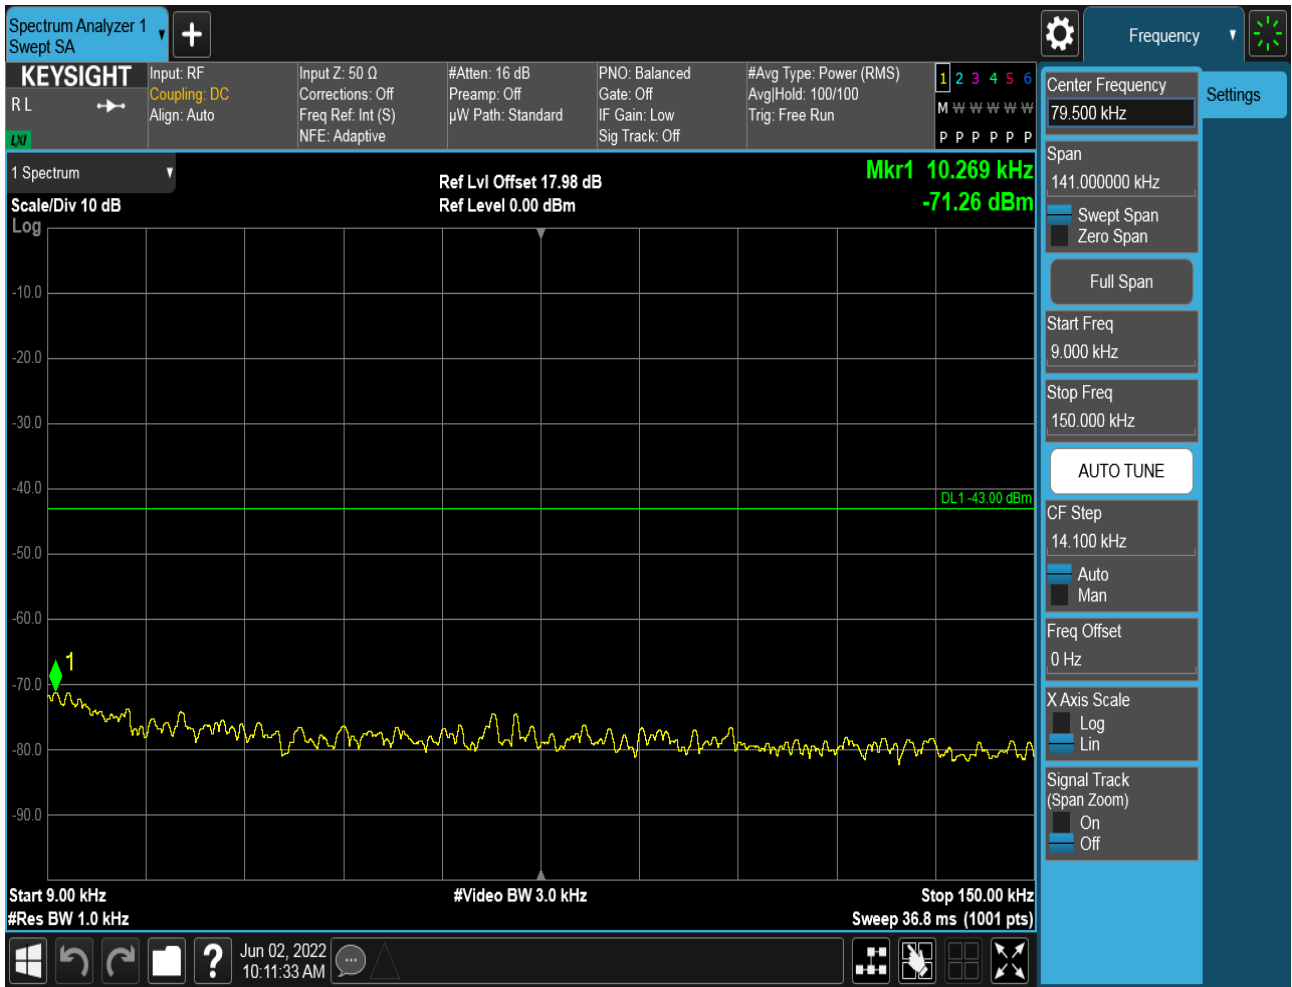 Spectrum Analyzer 1
Swept SA
Frequency
KEYSIGHT
R L
LXI
Input: RF
Coupling: DC
Align: Auto
Input Z: 50 Ω
Corrections: Off
Freq Ref: Int (S)
NFE: Adaptive
#Atten: 16 dB
Preamp: Off
µW Path: Standard
PNO: Balanced
Gate: Off
IF Gain: Low
Sig Track: Off
#Avg Type: Power (RMS)
Avg|Hold: 100/100
Trig: Free Run
1 2 3 4 5 6
M W W W W W
P P P P P P
Center Frequency
79.500 kHz
Settings
Span
141.000000 kHz
Swept Span
Zero Span
Full Span
Start Freq
9.000 kHz
Stop Freq
150.000 kHz
AUTO TUNE
CF Step
14.100 kHz
Auto
Man
Freq Offset
0 Hz
X Axis Scale
Log
Lin
Signal Track
(Span Zoom)
On
Off
1 Spectrum
Scale/Div 10 dB
Log
Ref Lvl Offset 17.98 dB
Ref Level 0.00 dBm
Mkr1 10.269 kHz
-71.26 dBm
-10.0
-20.0
-30.0
-40.0
DL1 -43.00 dBm
-50.0
-60.0
1
-70.0
-80.0
-90.0
Start 9.00 kHz
#Res BW 1.0 kHz
#Video BW 3.0 kHz
Stop 150.00 kHz
Sweep 36.8 ms (1001 pts)
?
Jun 02, 2022
10:11:33 AM